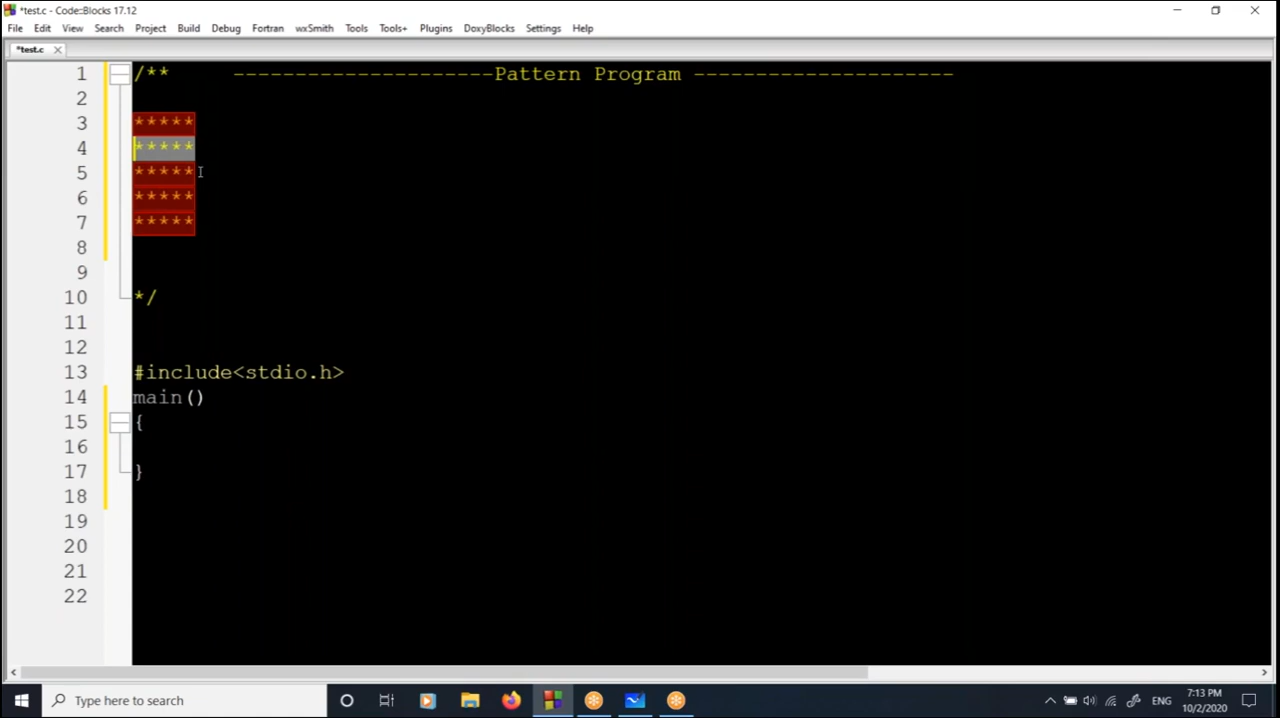 *test.c - Code::Blocks 17.12
File Edit View Search Project Build Debug Fortran wxSmith Tools Tools+ Plugins DoxyBlocks Settings Help
*test.c
1 /** ---------------------Pattern Program ---------------------
2
3 *****
4 *****
5 *****
6 *****
7 *****
8
9
10 */
11
12
13 #include<stdio.h>
14 main()
15 {
16
17 }
18
19
20
21
22
Type here to search
ENG
7:13 PM
10/2/2020